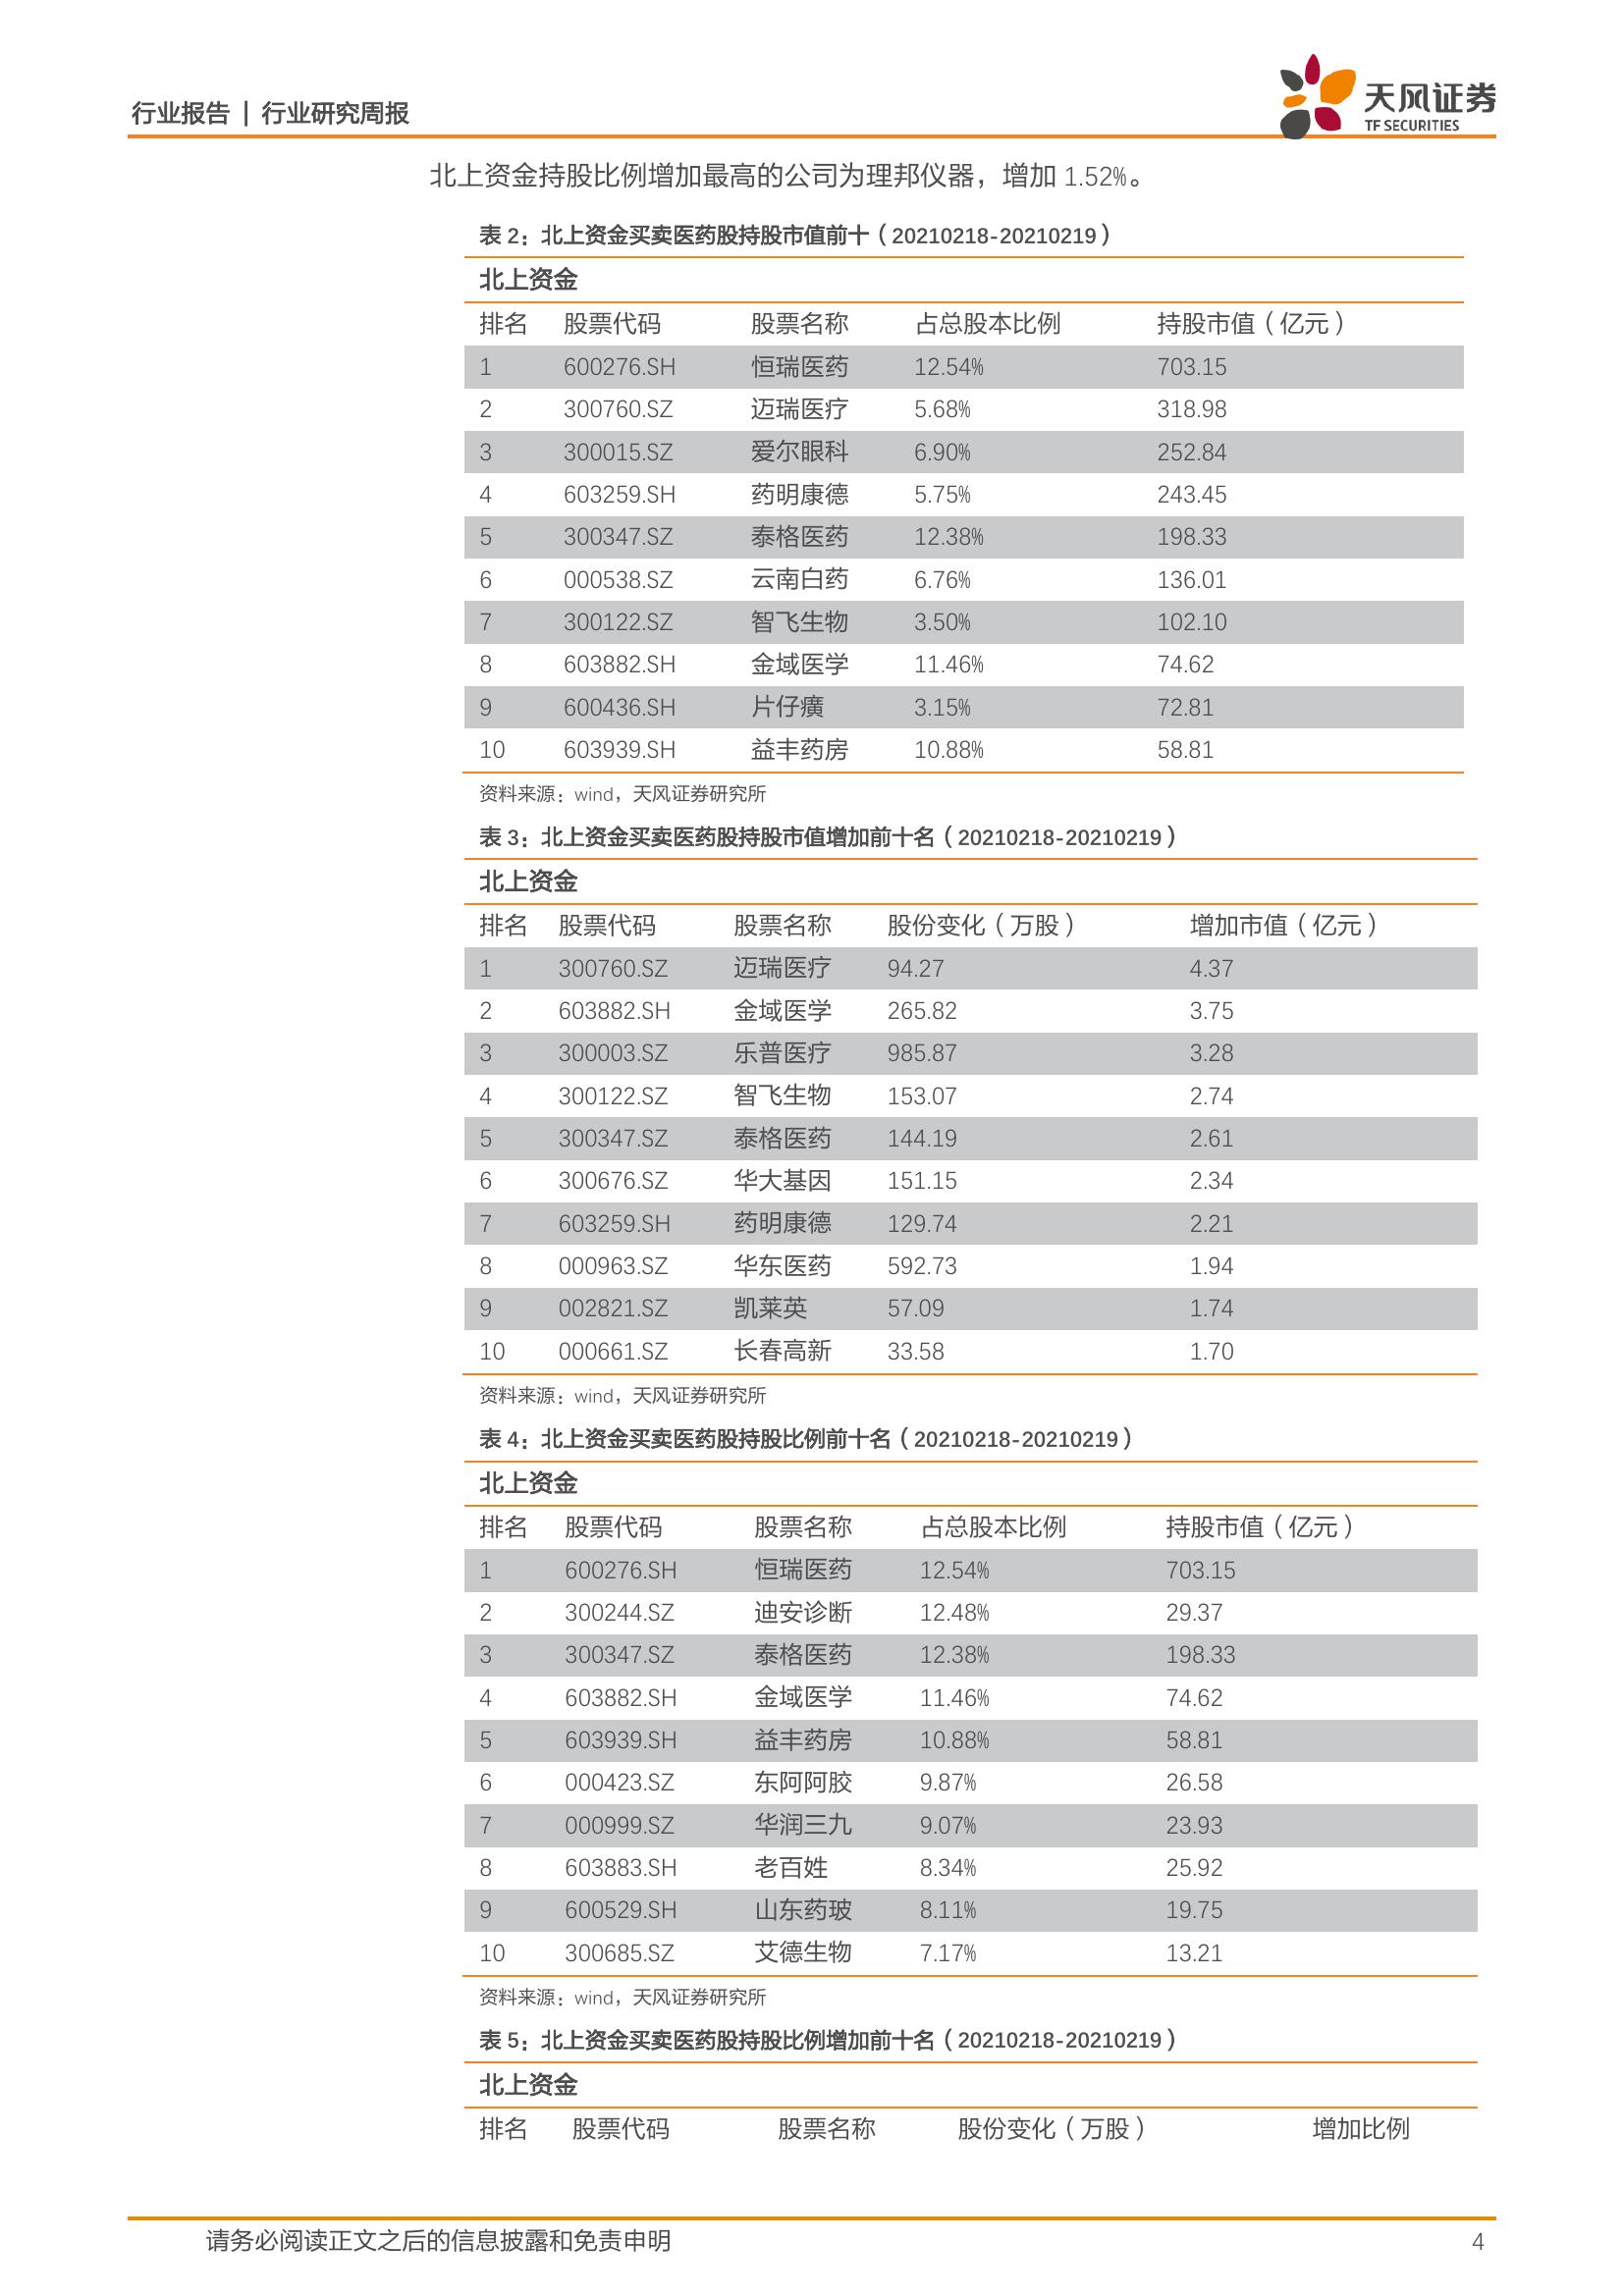 行业报告 | 行业研究周报
天风证券
TF SECURITIES
北上资金持股比例增加最高的公司为理邦仪器，增加 1.52%。
表 2：北上资金买卖医药股持股市值前十（20210218-20210219）
北上资金
排名 股票代码 股票名称 占总股本比例 持股市值（亿元）
1 600276.SH 恒瑞医药 12.54% 703.15
2 300760.SZ 迈瑞医疗 5.68% 318.98
3 300015.SZ 爱尔眼科 6.90% 252.84
4 603259.SH 药明康德 5.75% 243.45
5 300347.SZ 泰格医药 12.38% 198.33
6 000538.SZ 云南白药 6.76% 136.01
7 300122.SZ 智飞生物 3.50% 102.10
8 603882.SH 金域医学 11.46% 74.62
9 600436.SH 片仔癀 3.15% 72.81
10 603939.SH 益丰药房 10.88% 58.81
资料来源：wind，天风证券研究所
表 3：北上资金买卖医药股持股市值增加前十名（20210218-20210219）
北上资金
排名 股票代码 股票名称 股份变化（万股） 增加市值（亿元）
1 300760.SZ 迈瑞医疗 94.27 4.37
2 603882.SH 金域医学 265.82 3.75
3 300003.SZ 乐普医疗 985.87 3.28
4 300122.SZ 智飞生物 153.07 2.74
5 300347.SZ 泰格医药 144.19 2.61
6 300676.SZ 华大基因 151.15 2.34
7 603259.SH 药明康德 129.74 2.21
8 000963.SZ 华东医药 592.73 1.94
9 002821.SZ 凯莱英 57.09 1.74
10 000661.SZ 长春高新 33.58 1.70
资料来源：wind，天风证券研究所
表 4：北上资金买卖医药股持股比例前十名（20210218-20210219）
北上资金
排名 股票代码 股票名称 占总股本比例 持股市值（亿元）
1 600276.SH 恒瑞医药 12.54% 703.15
2 300244.SZ 迪安诊断 12.48% 29.37
3 300347.SZ 泰格医药 12.38% 198.33
4 603882.SH 金域医学 11.46% 74.62
5 603939.SH 益丰药房 10.88% 58.81
6 000423.SZ 东阿阿胶 9.87% 26.58
7 000999.SZ 华润三九 9.07% 23.93
8 603883.SH 老百姓 8.34% 25.92
9 600529.SH 山东药玻 8.11% 19.75
10 300685.SZ 艾德生物 7.17% 13.21
资料来源：wind，天风证券研究所
表 5：北上资金买卖医药股持股比例增加前十名（20210218-20210219）
北上资金
排名 股票代码 股票名称 股份变化（万股） 增加比例
请务必阅读正文之后的信息披露和免责申明 4